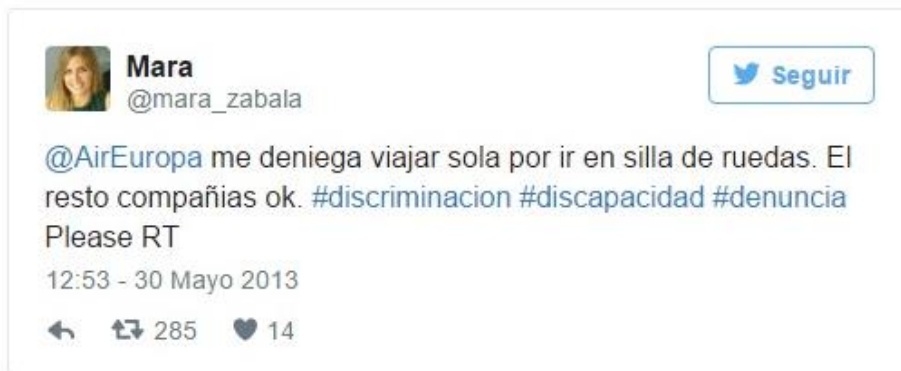 Mara
@mara_zabala
Seguir
@AirEuropa me deniega viajar sola por ir en silla de ruedas. El
resto compañias ok. #discriminacion #discapacidad #denuncia
Please RT
12:53 - 30 Mayo 2013
285 14